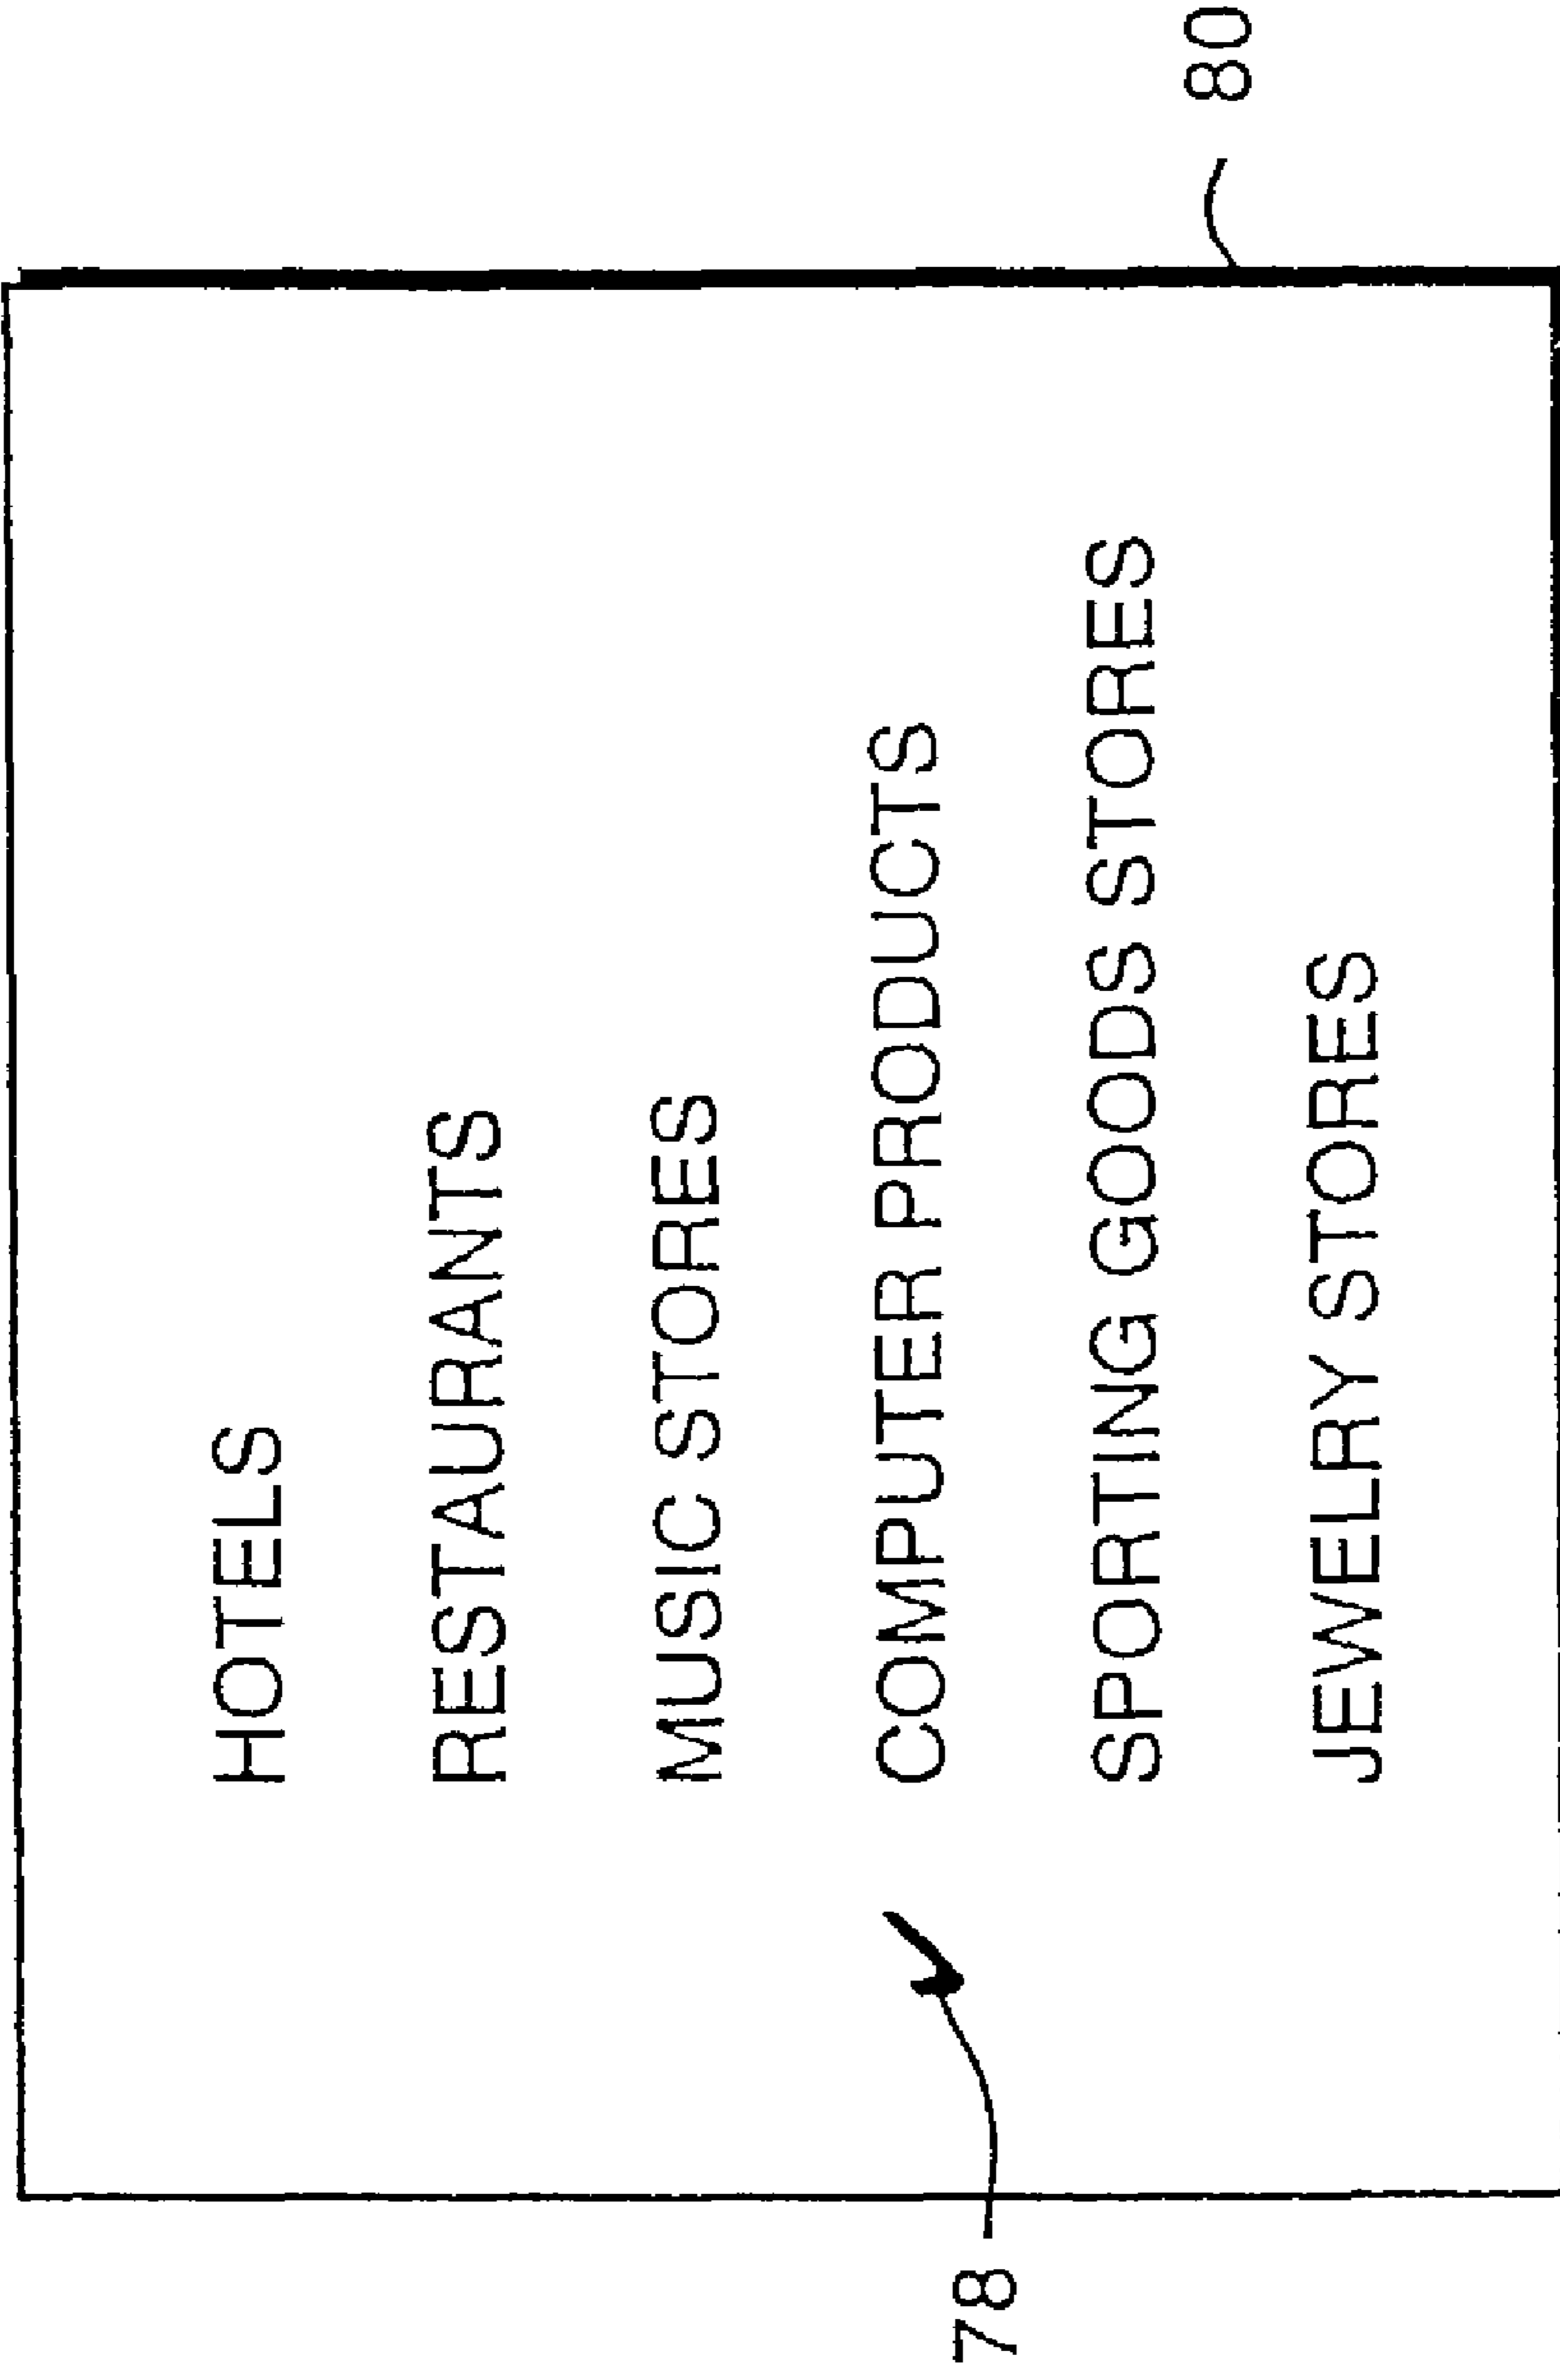 HOTELS
RESTAURANTS
MUSIC STORES
COMPUTER PRODUCTS
78
SPORTING GOODS STORES
80
JEWELRY STORES